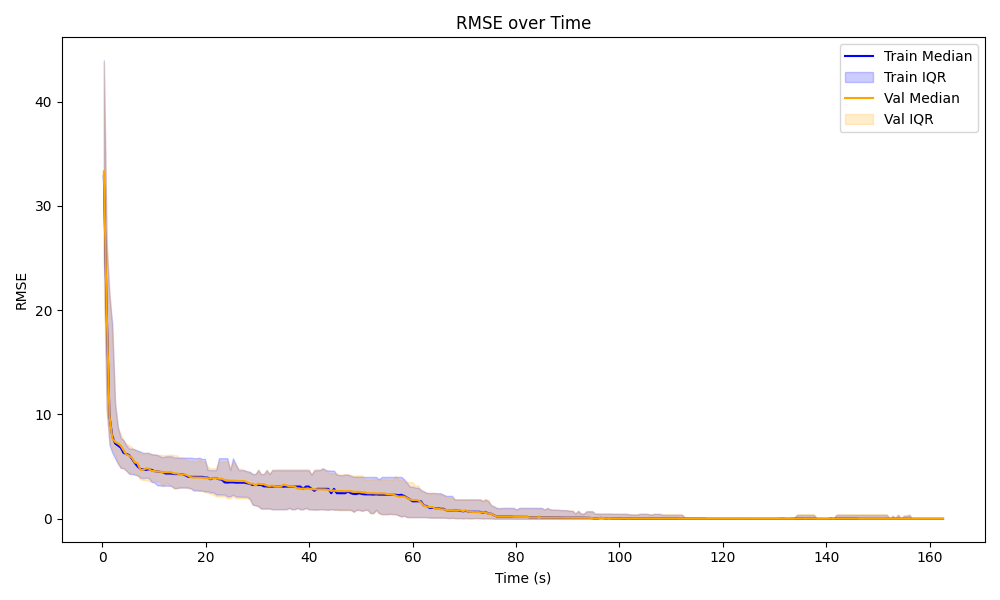 RMSE over Time
Train Median
Train IQR
Val Median
Val IQR
RMSE
40
30
20
10
0
0 20 40 60 80 100 120 140 160
Time (s)